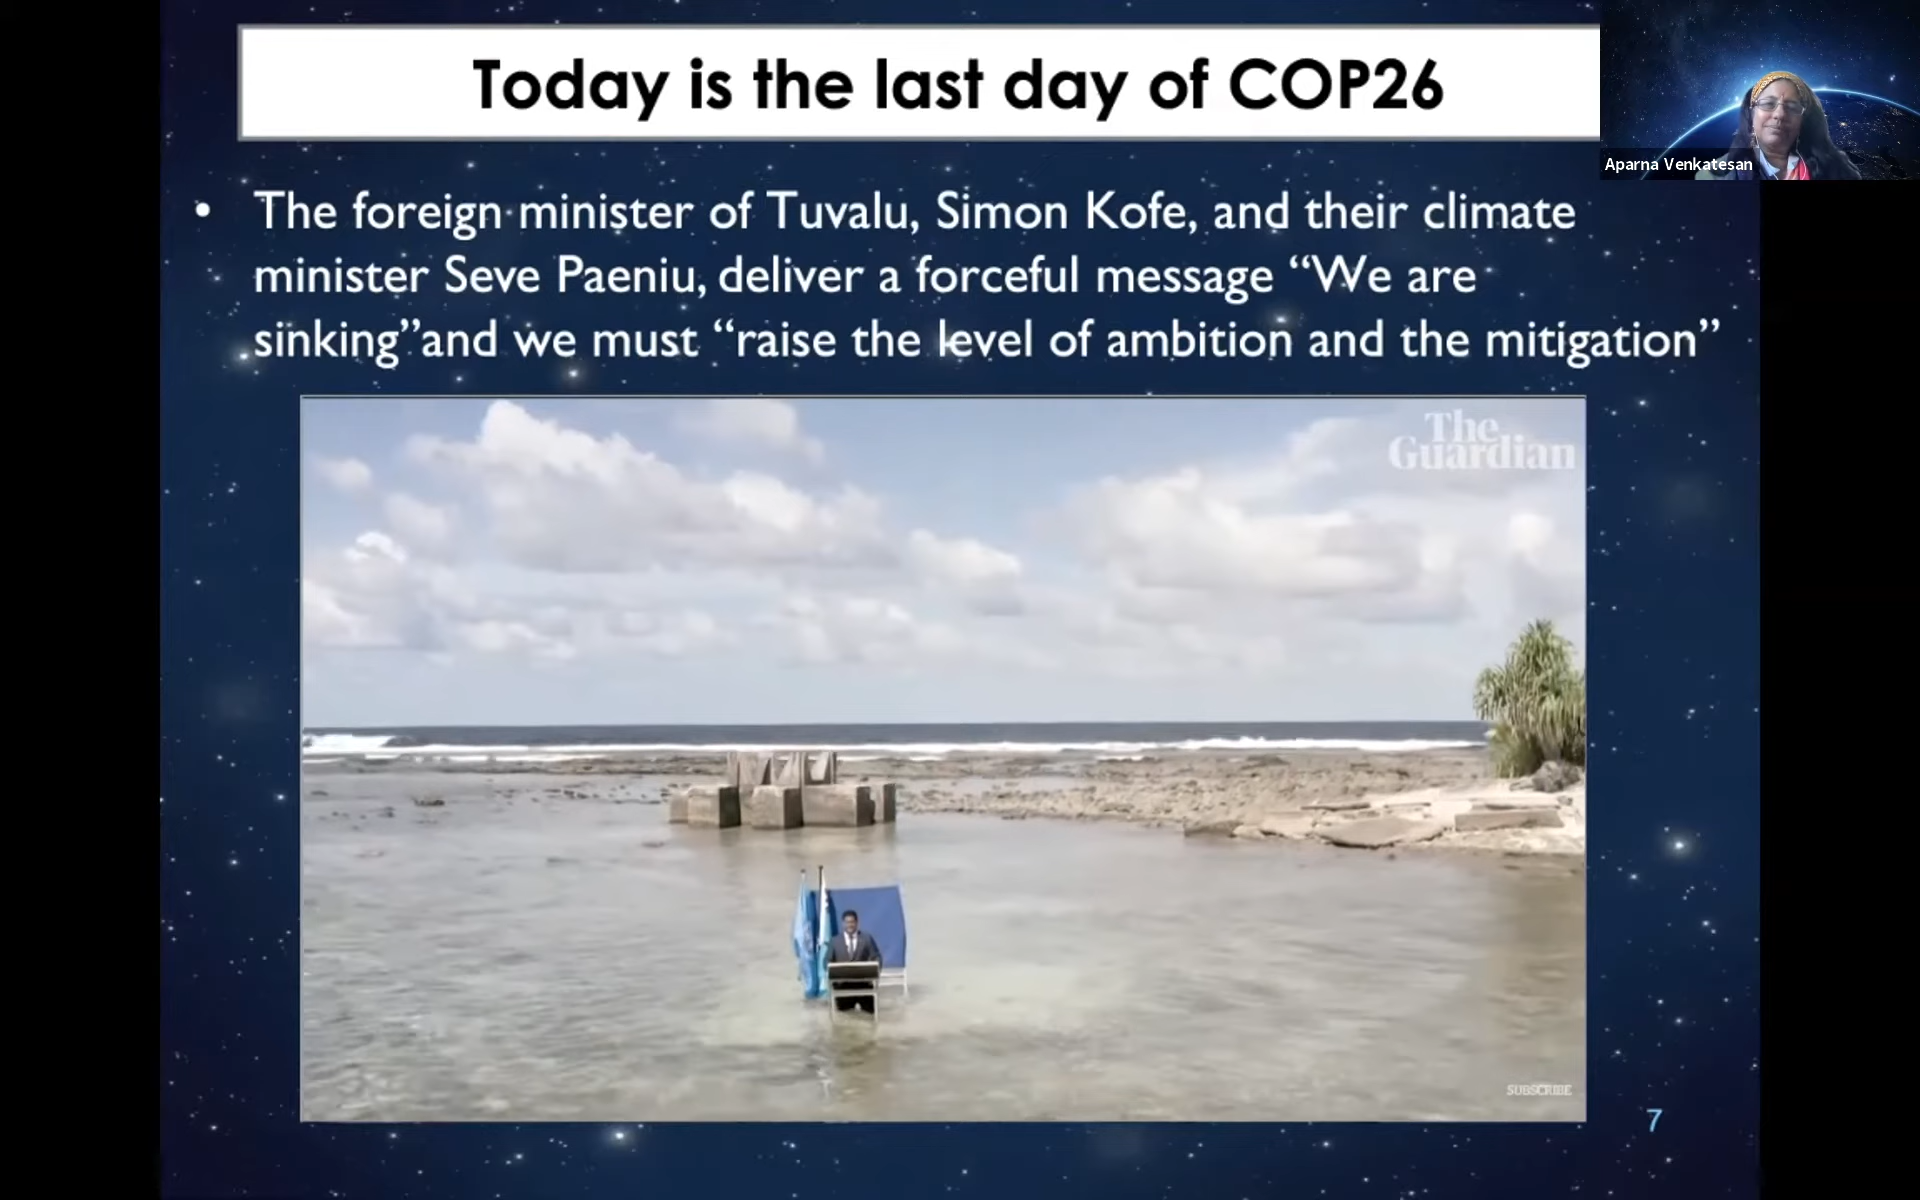 Today is the last day of COP26
Aparna Venkatesan
• The foreign minister of Tuvalu, Simon Kofe, and their climate
minister Seve Paeniu, deliver a forceful message “We are
sinking”and we must “raise the level of ambition and the mitigation”
The
Guardian
SUBSCRIBE
7